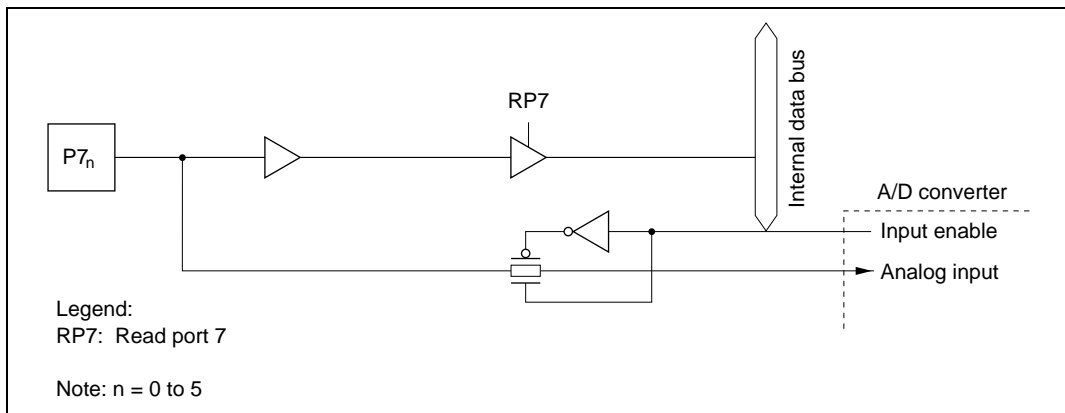 RP7
P7n
Internal data bus
A/D converter
Input enable
Analog input
Legend:
RP7: Read port 7
Note: n = 0 to 5